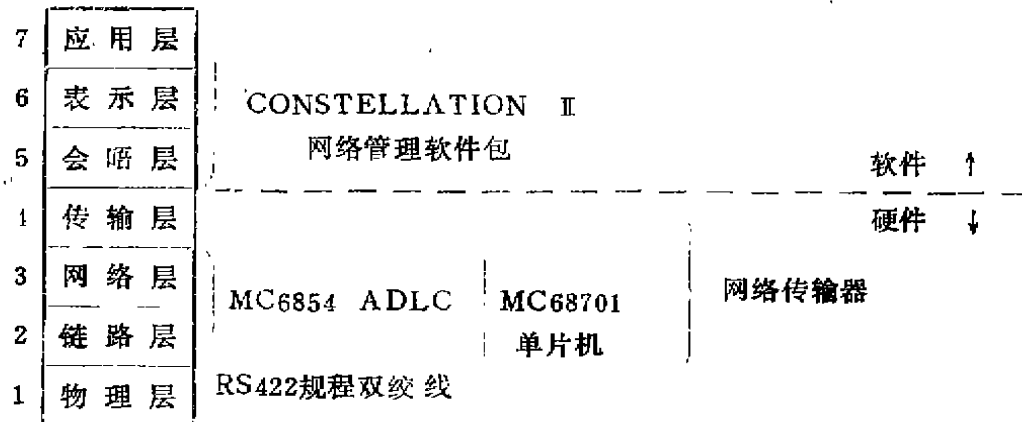 7 应用层
6 表示层
CONSTELLATION Ⅱ
网络管理软件包
5 会晤层
软件 ↑
4 传输层
硬件 ↓
3 网络层
MC6854 ADLC
MC68701
网络传输器
2 链路层
单片机
1 物理层
RS422规程双绞线